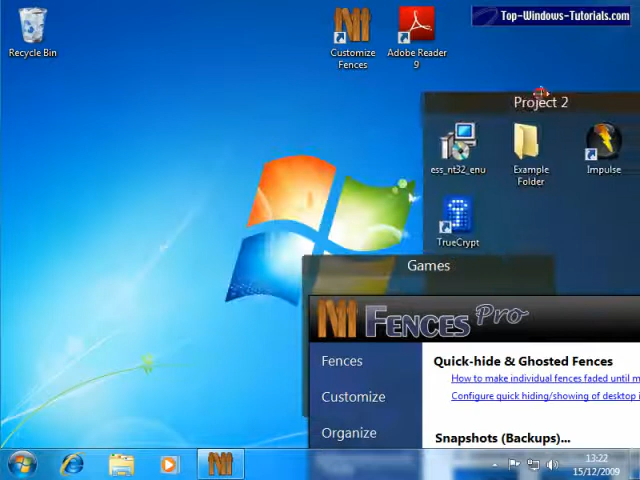 Top-Windows-Tutorials.com
Recycle Bin
Customize
Fences
Adobe Reader
9
Project 2
ess_nt32_enu
Example
Folder
Impulse
TrueCrypt
Games
FENCES Pro
Fences
Quick-hide & Ghosted Fences
How to make individual fences faded until m
Customize
Configure quick hiding/showing of desktop i
Organize
Snapshots (Backups)...
13:22
15/12/2009